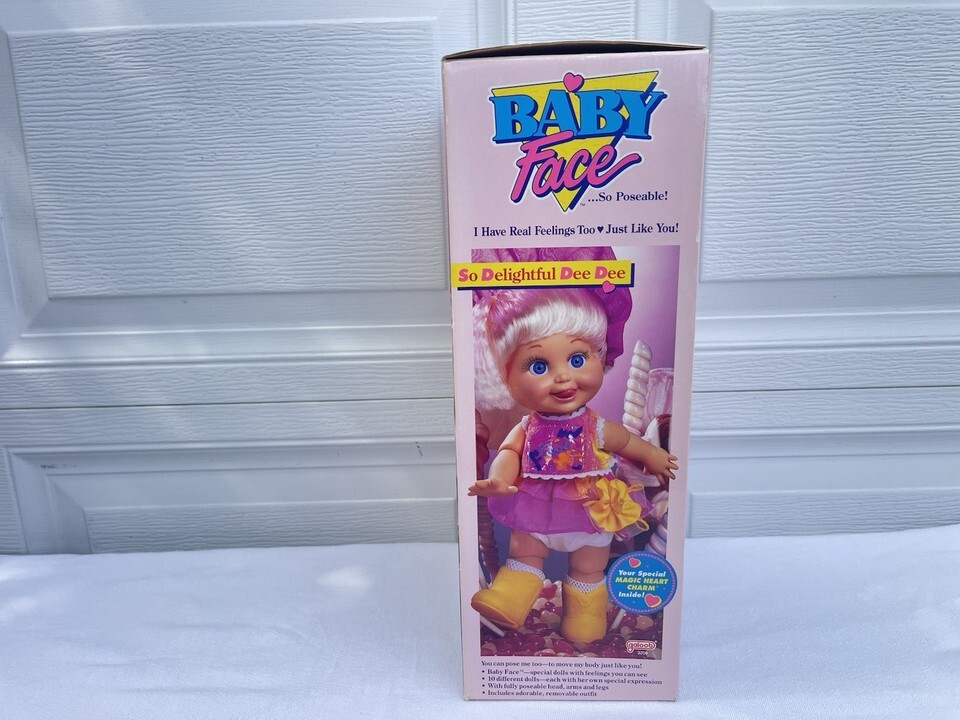 BABY
Face™
...So Poseable!
I Have Real Feelings Too ♥ Just Like You!
So Delightful Dee Dee
Your Special
MAGIC HEART
CHARM™
Inside!
galoob
You can pose me too—to move my body just like you!
• Baby Face™—special dolls with feelings you can see
• 10 different dolls—each with her own special expression
• With fully poseable head, arms and legs
• Includes adorable, removable outfit